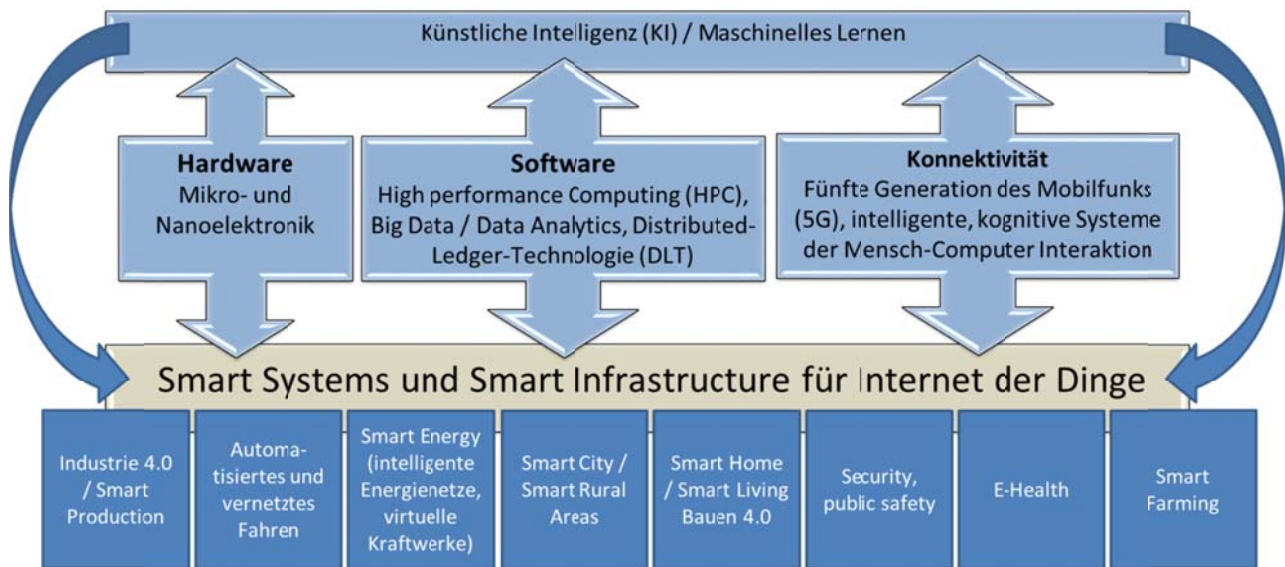 Künstliche Intelligenz (KI) / Maschinelles Lernen
Hardware
Mikro- und
Nanoelektronik
Software
High performance Computing (HPC),
Big Data / Data Analytics, Distributed-
Ledger-Technologie (DLT)
Konnektivität
Fünfte Generation des Mobilfunks
(5G), intelligente, kognitive Systeme
der Mensch-Computer Interaktion
Smart Systems und Smart Infrastructure für Internet der Dinge
Industrie 4.0
/ Smart
Production
Automa-
tisiertes und
vernetztes
Fahren
Smart Energy
(intelligente
Energienetze,
virtuelle
Kraftwerke)
Smart City /
Smart Rural
Areas
Smart Home
/ Smart Living
Bauen 4.0
Security,
public safety
E-Health
Smart
Farming